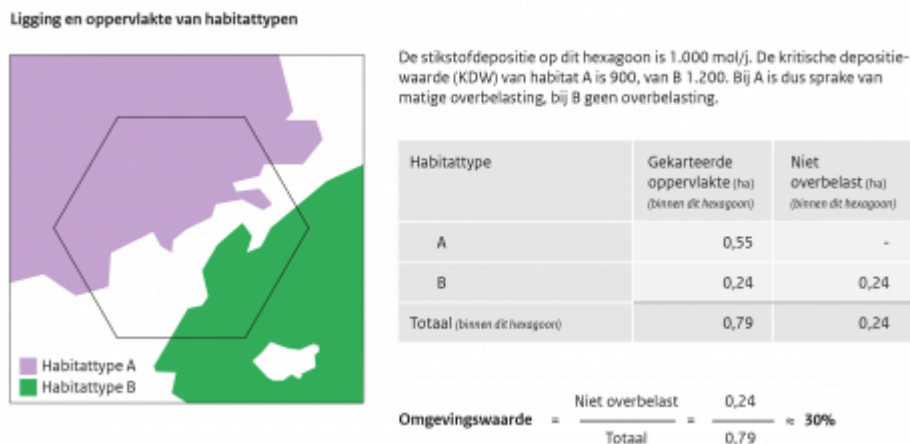 Ligging en oppervlakte van habitattypen
De stikstofdepositie op dit hexagoon is 1.000 mol/j. De kritische depositie-
waarde (KDW) van habitat A is 900, van B 1.200. Bij A is dus sprake van
matige overbelasting, bij B geen overbelasting.
Habitattype A
Habitattype B
Habitattype Gekarteerde oppervlakte (ha) (binnen dit hexagoon) Niet overbelast (ha) (binnen dit hexagoon)
A 0,55 -
B 0,24 0,24
Totaal (binnen dit hexagoon) 0,79 0,24
Niet overbelast 0,24
Omgevingswaarde = = ≈ 30%
Totaal 0,79